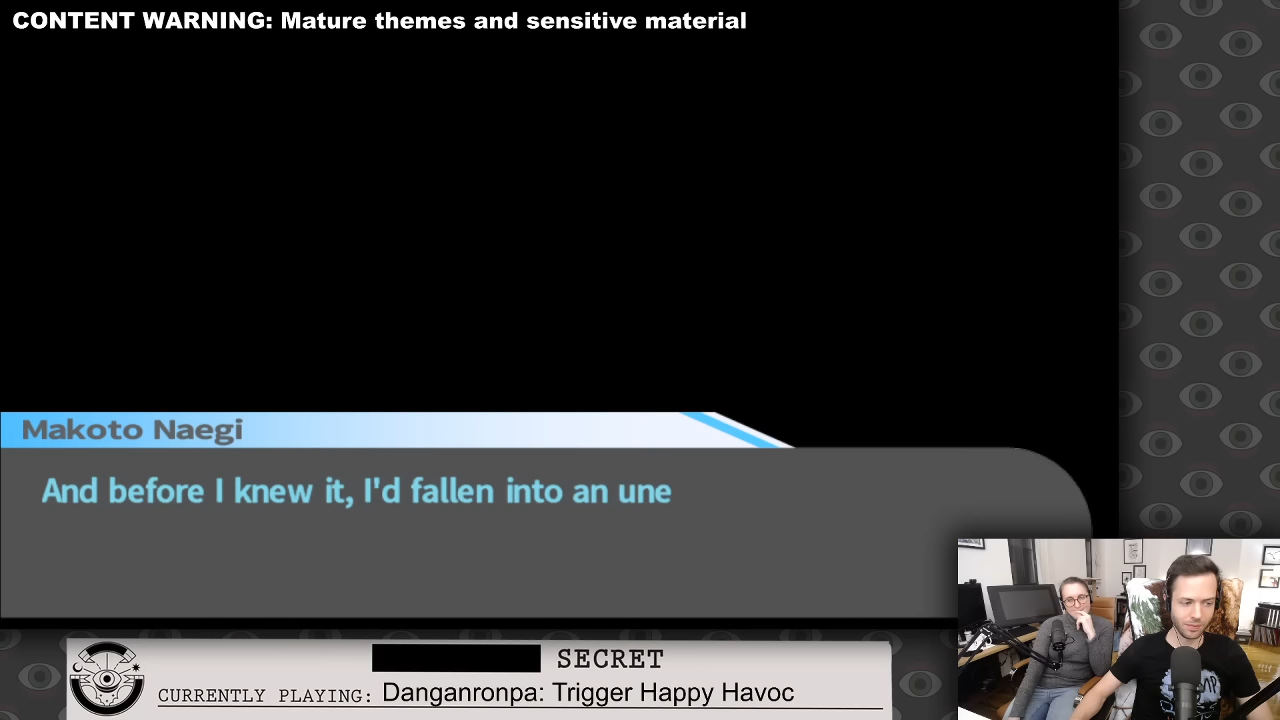 CONTENT WARNING: Mature themes and sensitive material
Makoto Naegi
And before I knew it, I'd fallen into an une
SECRET
CURRENTLY PLAYING: Danganronpa: Trigger Happy Havoc